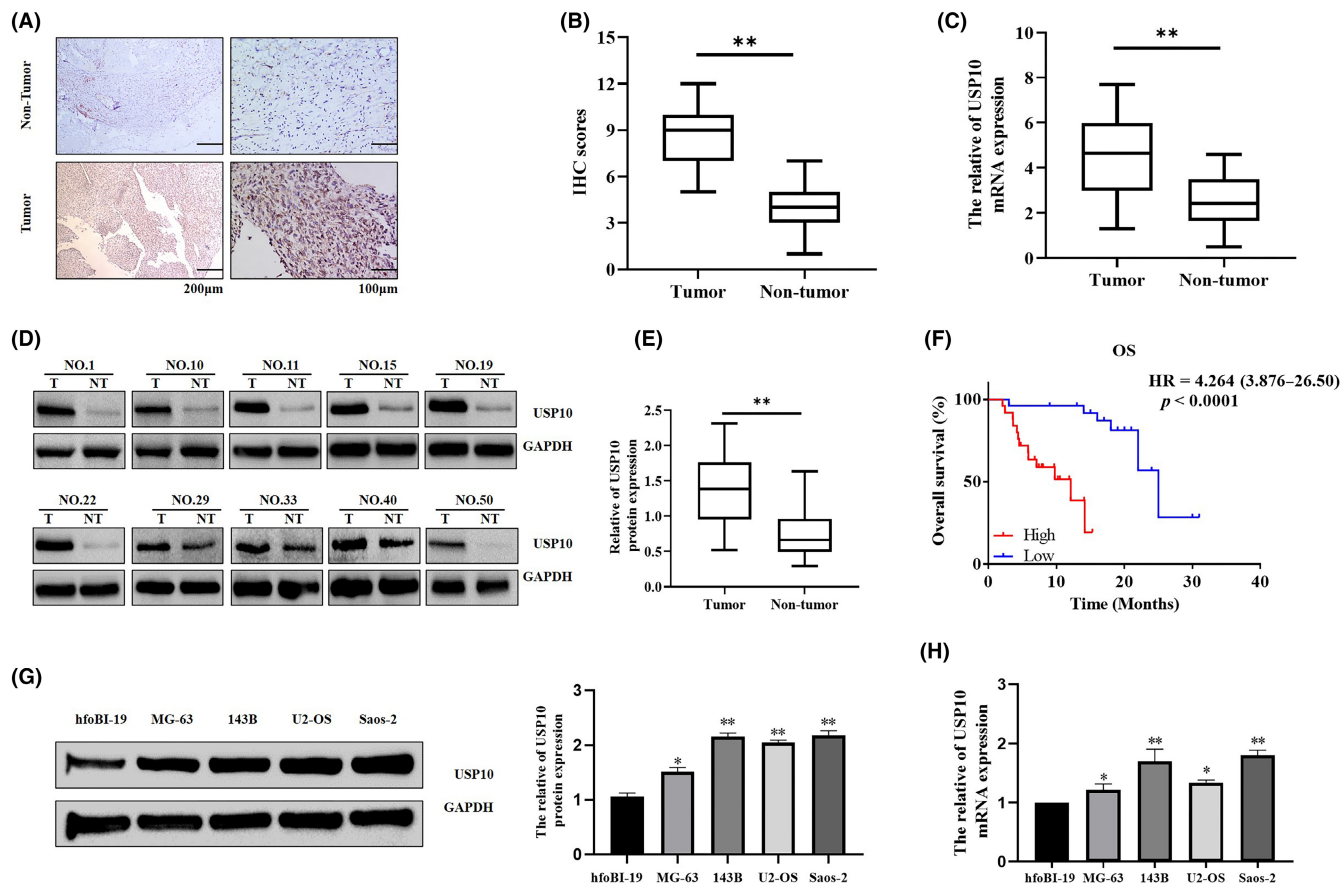 (A)
Non-Tumor
Tumor
200μm
100μm
(B)
IHC scores
15
12
9
6
3
0
**
Tumor
Non-tumor
(C)
The relative of USP10
mRNA expression
10
8
6
4
2
0
**
Tumor
Non-tumor
(D)
NO.1
NO.10
NO.11
NO.15
NO.19
T NT
T NT
T NT
T NT
T NT
USP10
GAPDH
NO.22
NO.29
NO.33
NO.40
NO.50
T NT
T NT
T NT
T NT
T NT
USP10
GAPDH
(E)
Relative of USP10
protein expression
2.5
2.0
1.5
1.0
0.5
0.0
**
Tumor
Non-tumor
(F)
OS
HR = 4.264 (3.876–26.50)
p < 0.0001
Overall survival (%)
100
50
0
High
Low
0 10 20 30 40
Time (Months)
(G)
hfoBI-19 MG-63 143B U2-OS Saos-2
USP10
GAPDH
The relative of USP10
protein expression
3
2
1
0
* ** ** **
hfoBI-19 MG-63 143B U2-OS Saos-2
(H)
The relative of USP10
mRNA expression
3
2
1
0
* ** * **
hfoBI-19 MG-63 143B U2-OS Saos-2